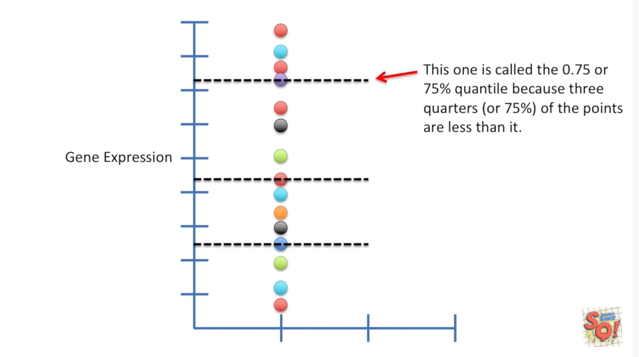 This one is called the 0.75 or
75% quantile because three
quarters (or 75%) of the points
are less than it.
Gene Expression
SQ!